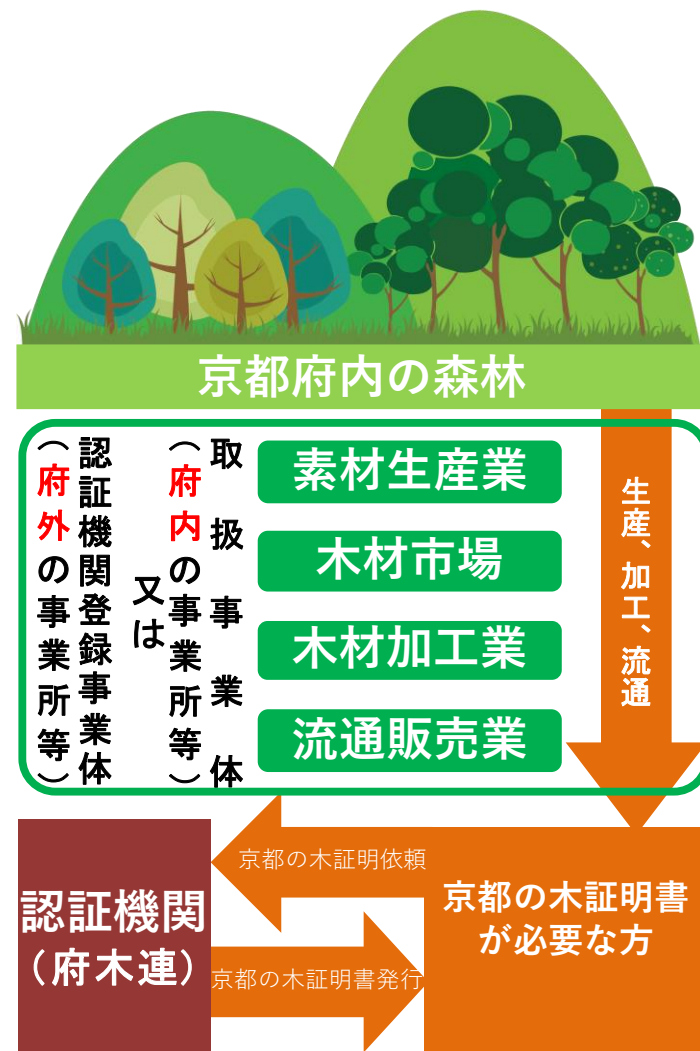 京都府内の森林
取扱事業体
（府内の事業所等）
又は
認証機関登録事業体
（府外の事業所等）
素材生産業
木材市場
木材加工業
流通販売業
生産、加工、流通
京都の木証明依頼
京都の木証明書
が必要な方
認証機関
（府木連）
京都の木証明書発行